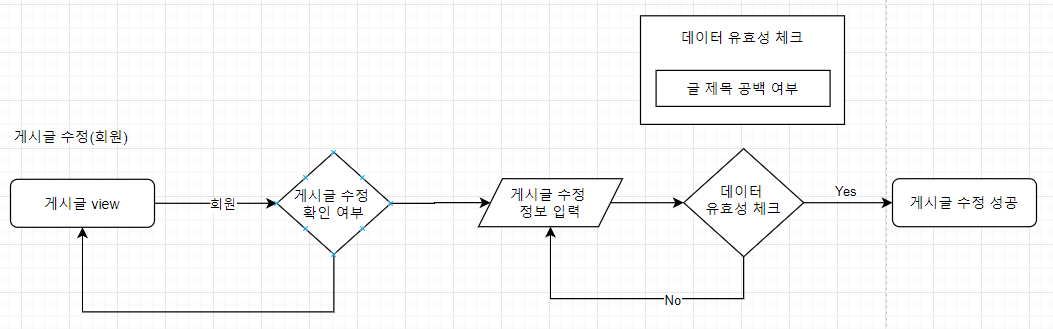 데이터 유효성 체크
글 제목 공백 여부
게시글 수정(회원)
게시글 view
회원
게시글 수정
확인 여부
게시글 수정
정보 입력
데이터
유효성 체크
Yes
게시글 수정 성공
No